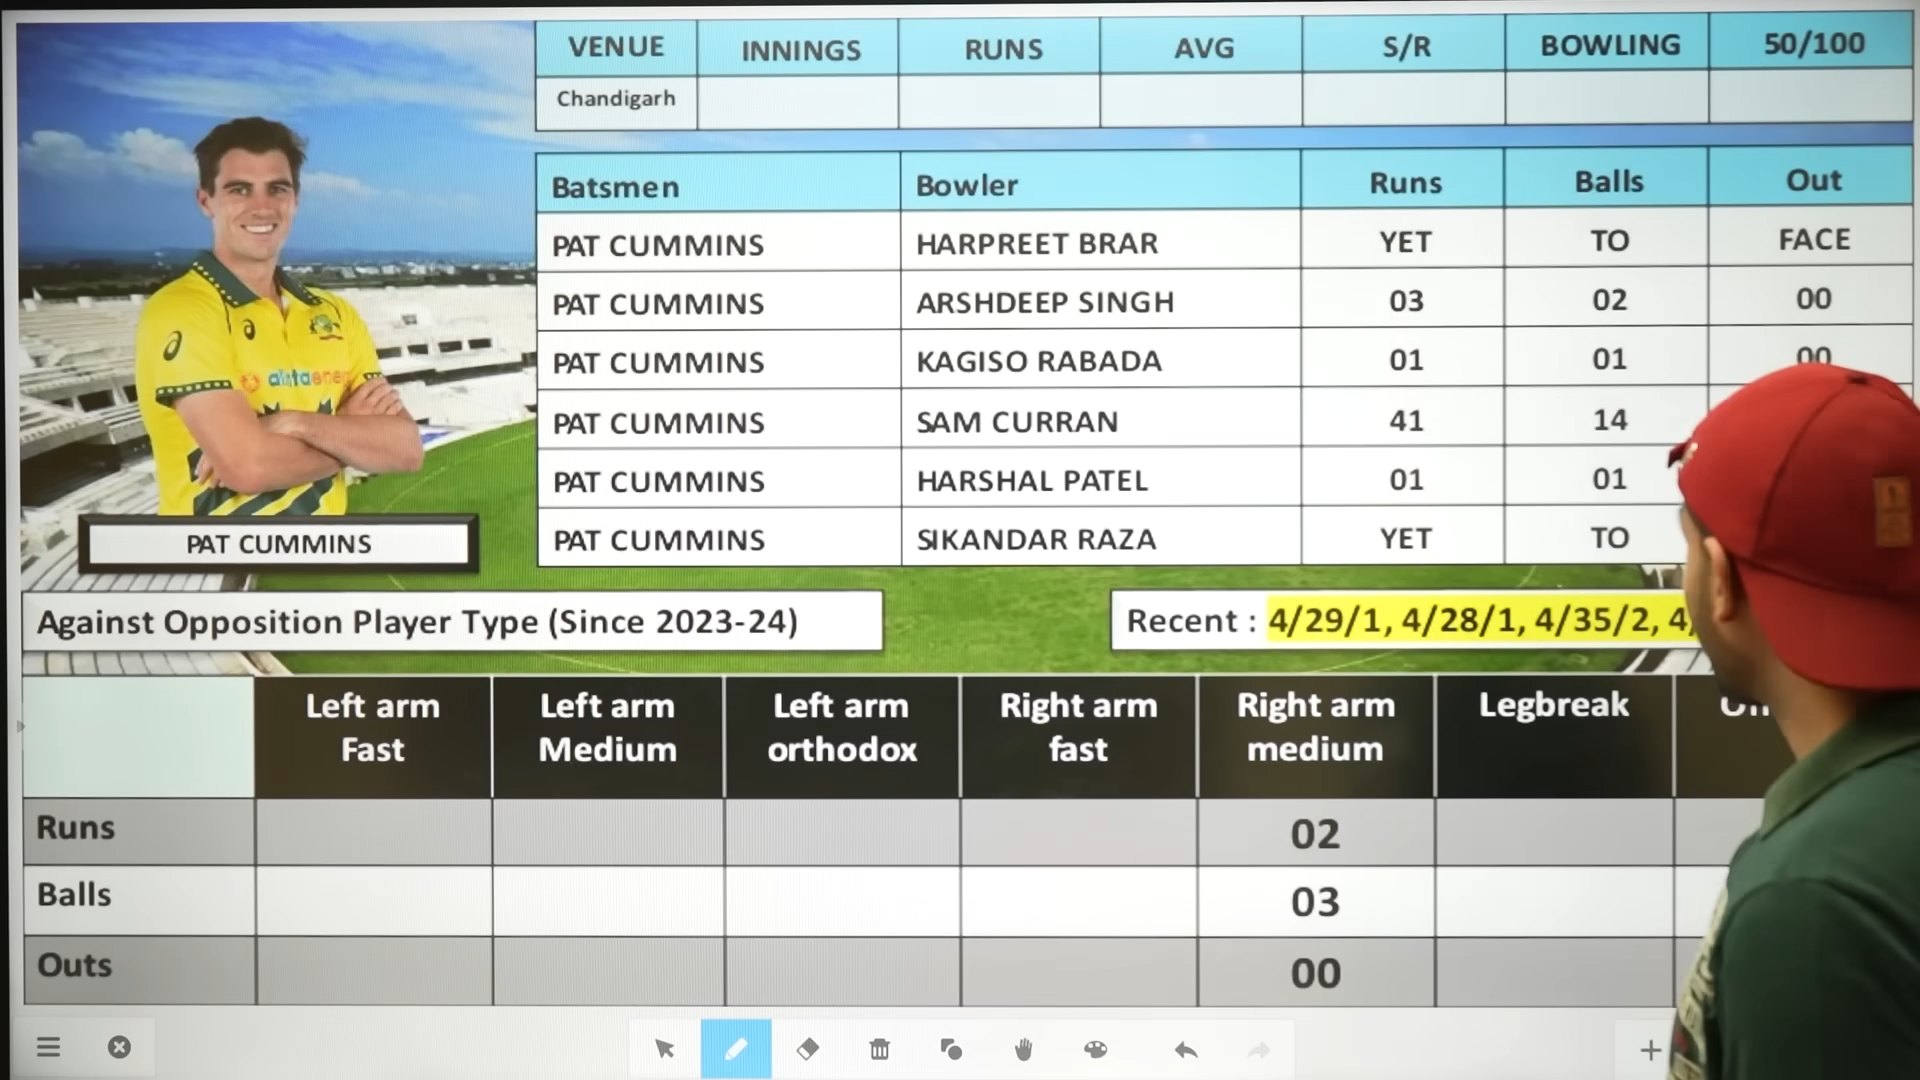 VENUE INNINGS RUNS AVG S/R BOWLING 50/100
Chandigarh
Batsmen Bowler Runs Balls Out
PAT CUMMINS HARPREET BRAR YET TO FACE
PAT CUMMINS ARSHDEEP SINGH 03 02 00
PAT CUMMINS KAGISO RABADA 01 01 00
PAT CUMMINS SAM CURRAN 41 14
PAT CUMMINS HARSHAL PATEL 01 01
PAT CUMMINS SIKANDAR RAZA YET TO
PAT CUMMINS
Against Opposition Player Type (Since 2023-24)
Recent : 4/29/1, 4/28/1, 4/35/2, 4/
Left arm Fast
Left arm Medium
Left arm orthodox
Right arm fast
Right arm medium
Legbreak
Runs 02
Balls 03
Outs 00